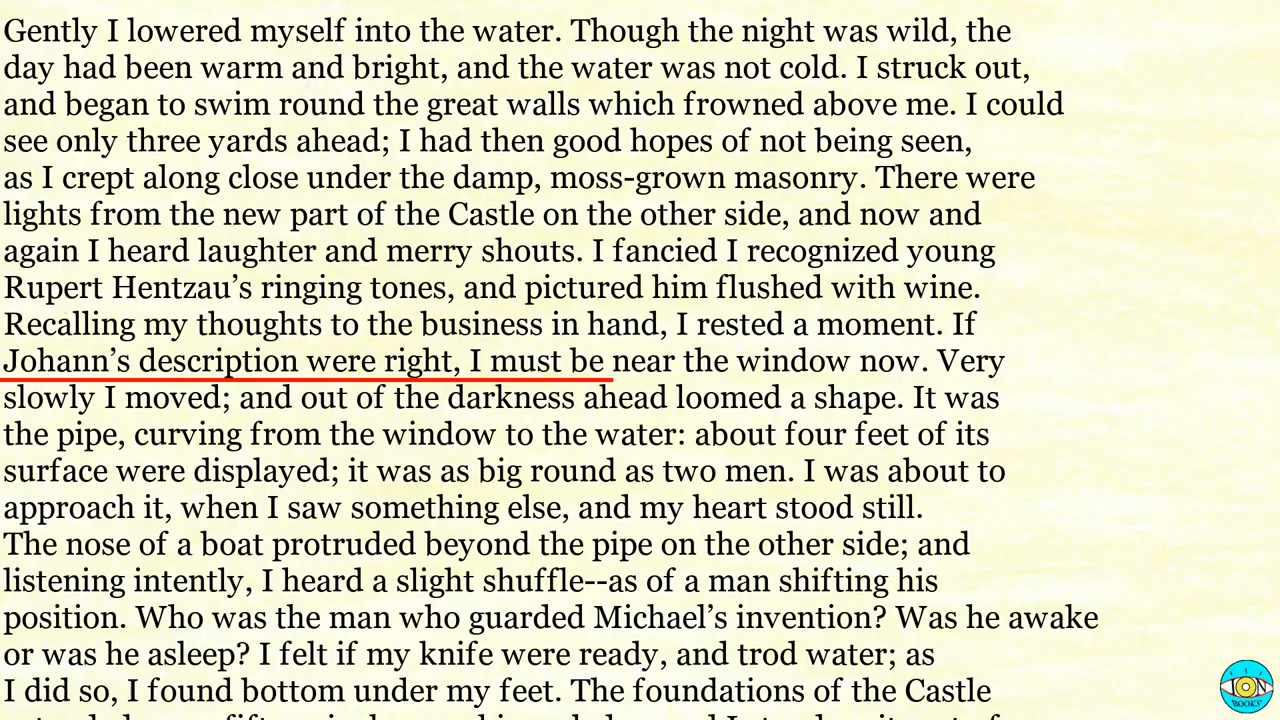 Gently I lowered myself into the water. Though the night was wild, the
day had been warm and bright, and the water was not cold. I struck out,
and began to swim round the great walls which frowned above me. I could
see only three yards ahead; I had then good hopes of not being seen,
as I crept along close under the damp, moss-grown masonry. There were
lights from the new part of the Castle on the other side, and now and
again I heard laughter and merry shouts. I fancied I recognized young
Rupert Hentzau’s ringing tones, and pictured him flushed with wine.
Recalling my thoughts to the business in hand, I rested a moment. If
Johann’s description were right, I must be near the window now. Very
slowly I moved; and out of the darkness ahead loomed a shape. It was
the pipe, curving from the window to the water: about four feet of its
surface were displayed; it was as big round as two men. I was about to
approach it, when I saw something else, and my heart stood still.
The nose of a boat protruded beyond the pipe on the other side; and
listening intently, I heard a slight shuffle--as of a man shifting his
position. Who was the man who guarded Michael’s invention? Was he awake
or was he asleep? I felt if my knife were ready, and trod water; as
I did so, I found bottom under my feet. The foundations of the Castle
ION
BOOKS